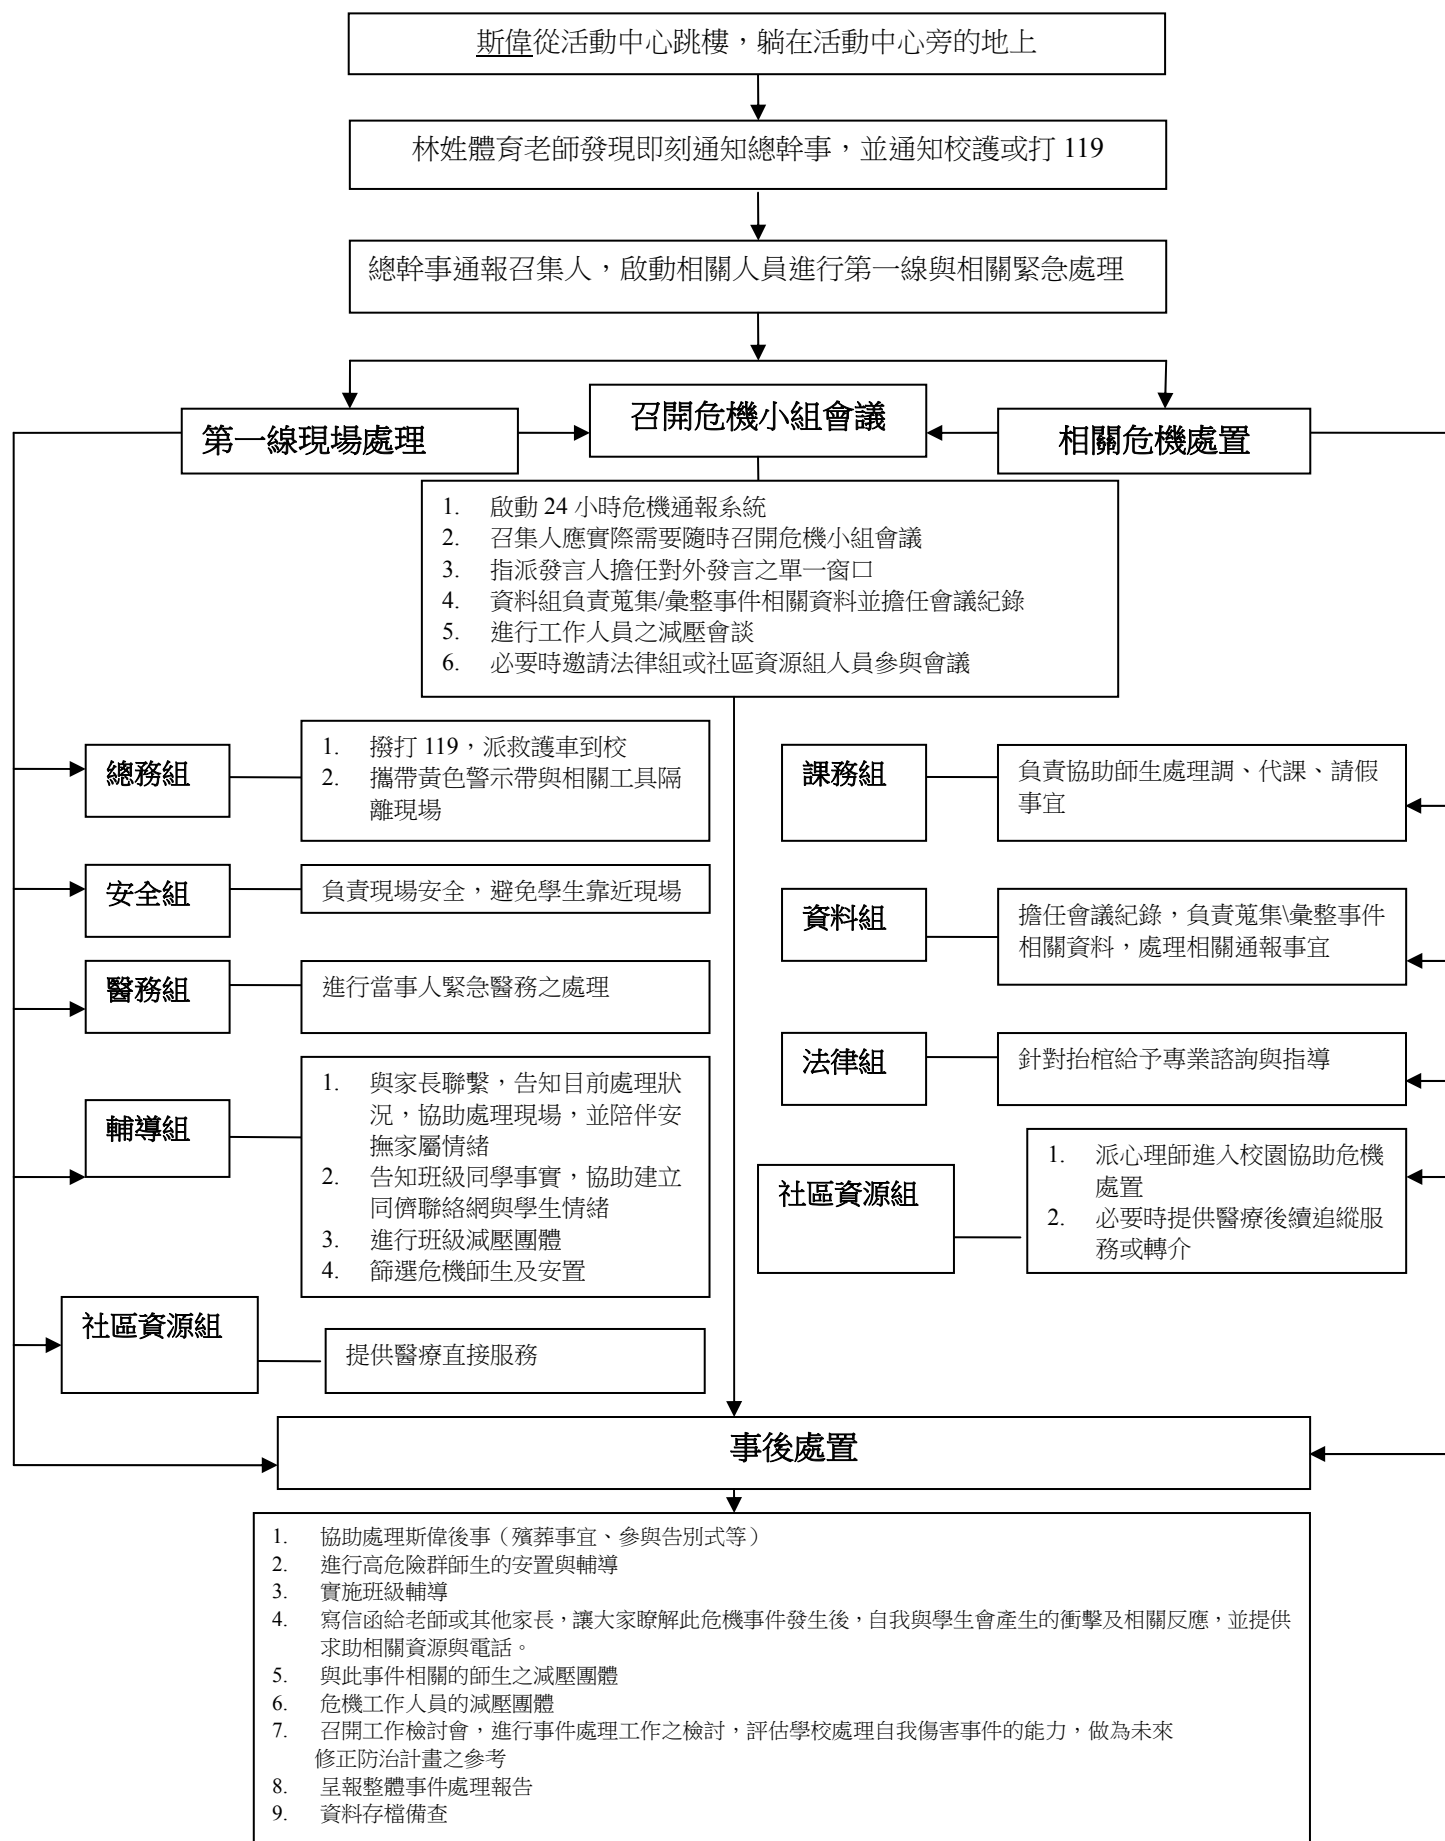 斯偉從活動中心跳樓，躺在活動中心旁的地上
林姓體育老師發現即刻通知總幹事，並通知校護或打 119
總幹事通報召集人，啟動相關人員進行第一線與相關緊急處理
第一線現場處理
召開危機小組會議
相關危機處置
1. 啟動 24 小時危機通報系統
2. 召集人應實際需要隨時召開危機小組會議
3. 指派發言人擔任對外發言之單一窗口
4. 資料組負責蒐集/彙整事件相關資料並擔任會議紀錄
5. 進行工作人員之減壓會談
6. 必要時邀請法律組或社區資源組人員參與會議
總務組
1. 撥打 119，派救護車到校
2. 攜帶黃色警示帶與相關工具隔
離現場
安全組
負責現場安全，避免學生靠近現場
醫務組
進行當事人緊急醫務之處理
輔導組
1. 與家長聯繫，告知目前處理狀
況，協助處理現場，並陪伴安
撫家屬情緒
2. 告知班級同學事實，協助建立
同儕聯絡網與學生情緒
3. 進行班級減壓團體
4. 篩選危機師生及安置
社區資源組
提供醫療直接服務
課務組
負責協助師生處理調、代課、請假
事宜
資料組
擔任會議紀錄，負責蒐集\彙整事件
相關資料，處理相關通報事宜
法律組
針對抬棺給予專業諮詢與指導
社區資源組
1. 派心理師進入校園協助危機
處置
2. 必要時提供醫療後續追縱服
務或轉介
事後處置
1. 協助處理斯偉後事（殯葬事宜、參與告別式等）
2. 進行高危險群師生的安置與輔導
3. 實施班級輔導
4. 寫信函給老師或其他家長，讓大家瞭解此危機事件發生後，自我與學生會產生的衝擊及相關反應，並提供
求助相關資源與電話。
5. 與此事件相關的師生之減壓團體
6. 危機工作人員的減壓團體
7. 召開工作檢討會，進行事件處理工作之檢討，評估學校處理自我傷害事件的能力，做為未來
修正防治計畫之參考
8. 呈報整體事件處理報告
9. 資料存檔備查